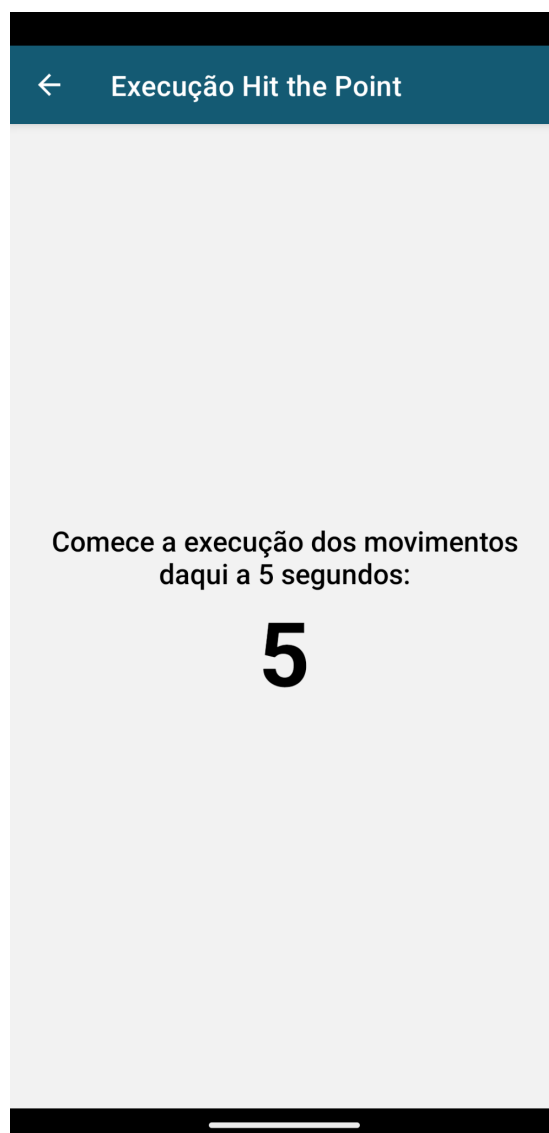 Execução Hit the Point
Comece a execução dos movimentos
daqui a 5 segundos:
5